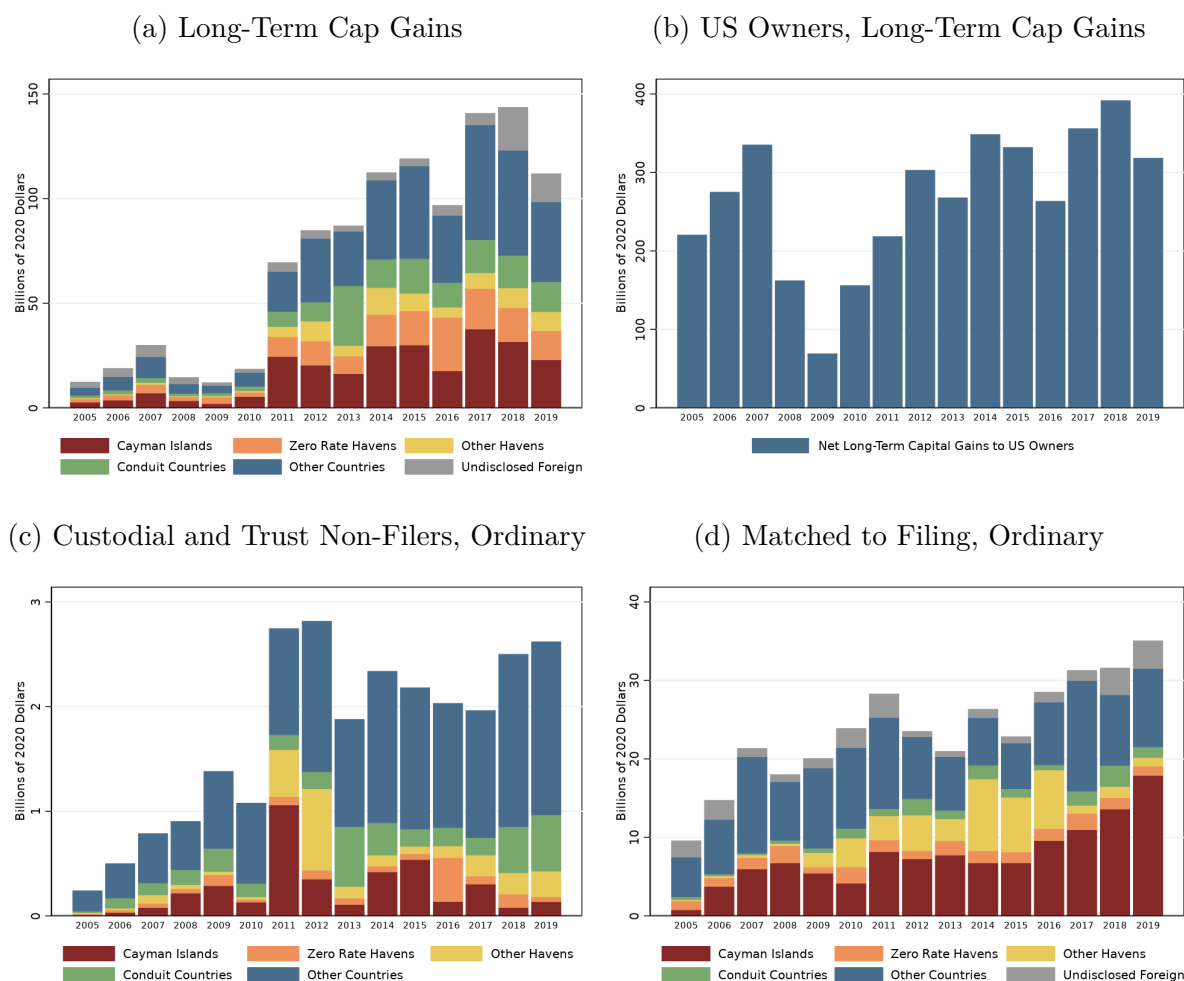 (a) Long-Term Cap Gains
Billions of 2020 Dollars
150
100
50
0
2005 2006 2007 2008 2009 2010 2011 2012 2013 2014 2015 2016 2017 2018 2019
Cayman Islands Zero Rate Havens Other Havens
Conduit Countries Other Countries Undisclosed Foreign
(b) US Owners, Long-Term Cap Gains
Billions of 2020 Dollars
400
300
200
100
0
2005 2006 2007 2008 2009 2010 2011 2012 2013 2014 2015 2016 2017 2018 2019
Net Long-Term Capital Gains to US Owners
(c) Custodial and Trust Non-Filers, Ordinary
Billions of 2020 Dollars
3
2
1
0
2005 2006 2007 2008 2009 2010 2011 2012 2013 2014 2015 2016 2017 2018 2019
Cayman Islands Zero Rate Havens Other Havens
Conduit Countries Other Countries
(d) Matched to Filing, Ordinary
Billions of 2020 Dollars
40
30
20
10
0
2005 2006 2007 2008 2009 2010 2011 2012 2013 2014 2015 2016 2017 2018 2019
Cayman Islands Zero Rate Havens Other Havens
Conduit Countries Other Countries Undisclosed Foreign